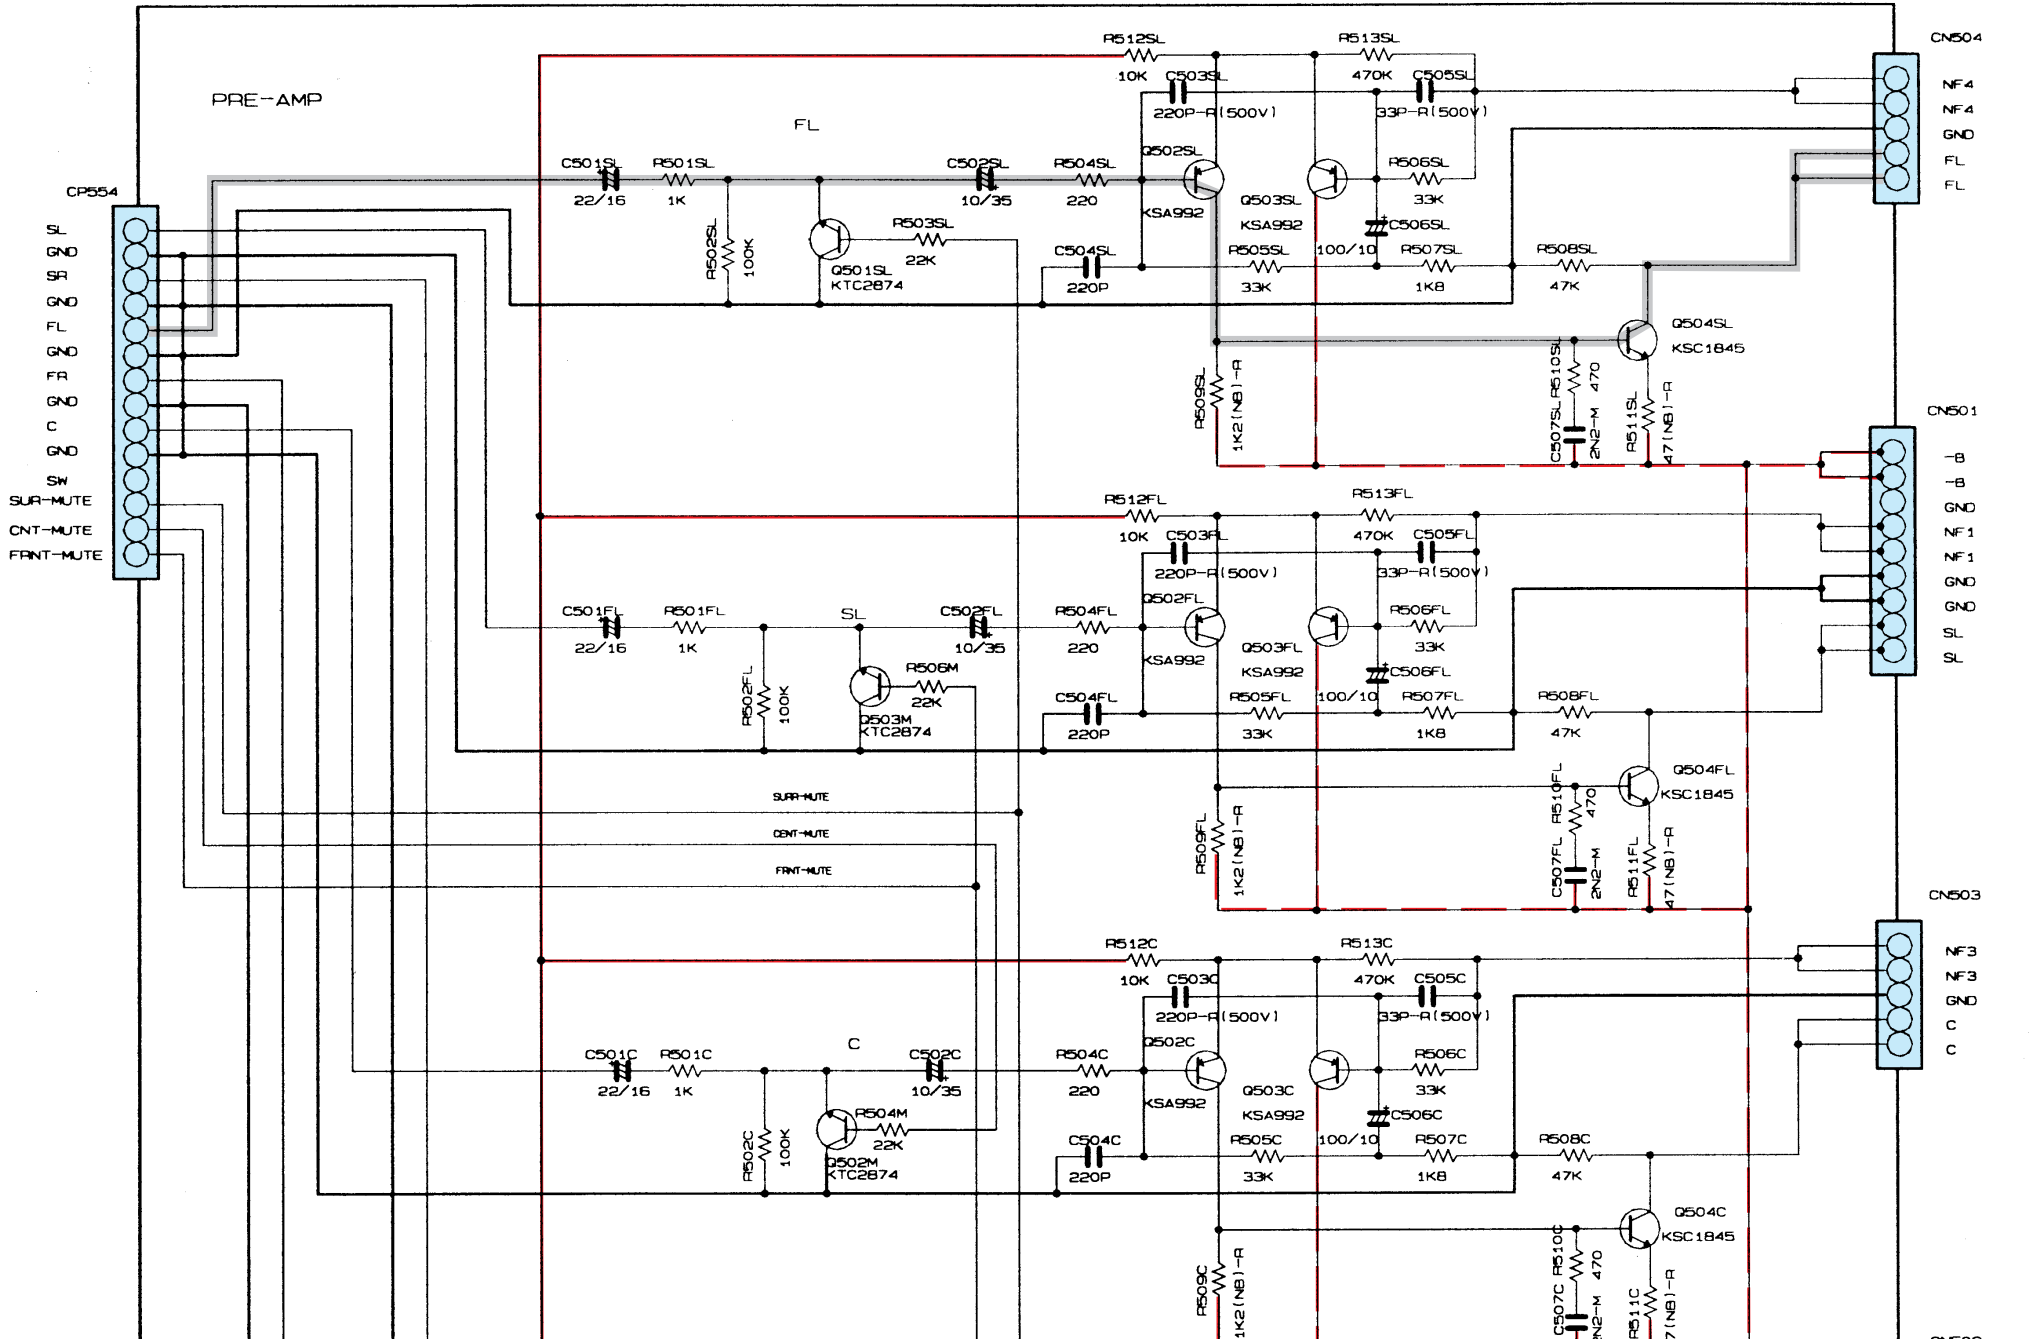 PRE-AMP
FL
CP554
SL
GND
SR
GND
FL
GND
FR
GND
C
GND
SW
SUR-MUTE
CNT-MUTE
FRNT-MUTE
R512SL
10K
R513SL
470K
C503SL
220P-R(500V)
C505SL
33P-R(500V)
C501SL
22/16
R501SL
1K
C502SL
10/35
R504SL
220
Q502SL
KSA992
Q503SL
KSA992
R506SL
33K
C506SL
100/10
R502SL
100K
R503SL
22K
Q501SL
KTC2874
C504SL
220P
R505SL
33K
R507SL
1K8
R508SL
47K
Q504SL
KSC1845
R509SL
1K2(NB)-R
R510SL
470
C507SL
2N2-M
R511SL
47(NB)-R
CN504
NF4
NF4
GND
FL
FL
CN501
-B
-B
GND
NF1
NF1
GND
GND
SL
SL
R512FL
10K
R513FL
470K
C503FL
220P-R(500V)
C505FL
33P-R(500V)
SL
C501FL
22/16
R501FL
1K
C502FL
10/35
R504FL
220
Q502FL
KSA992
Q503FL
KSA992
R506FL
33K
C506FL
100/10
R502FL
100K
R506M
22K
Q503M
KTC2874
C504FL
220P
R505FL
33K
R507FL
1K8
R508FL
47K
Q504FL
KSC1845
R509FL
1K2(NB)-R
R510FL
470
C507FL
2N2-M
R511FL
47(NB)-R
SURR-MUTE
CENT-MUTE
FRNT-MUTE
CN503
NF3
NF3
GND
C
C
R512C
10K
R513C
470K
C503C
220P-R(500V)
C505C
33P-R(500V)
C
C501C
22/16
R501C
1K
C502C
10/35
R504C
220
Q502C
KSA992
Q503C
KSA992
R506C
33K
C506C
100/10
R502C
100K
R504M
22K
Q502M
KTC2874
C504C
220P
R505C
33K
R507C
1K8
R508C
47K
Q504C
KSC1845
R509C
1K2(NB)-R
R510C
470
C507C
2N2-M
R511C
7(NB)-R